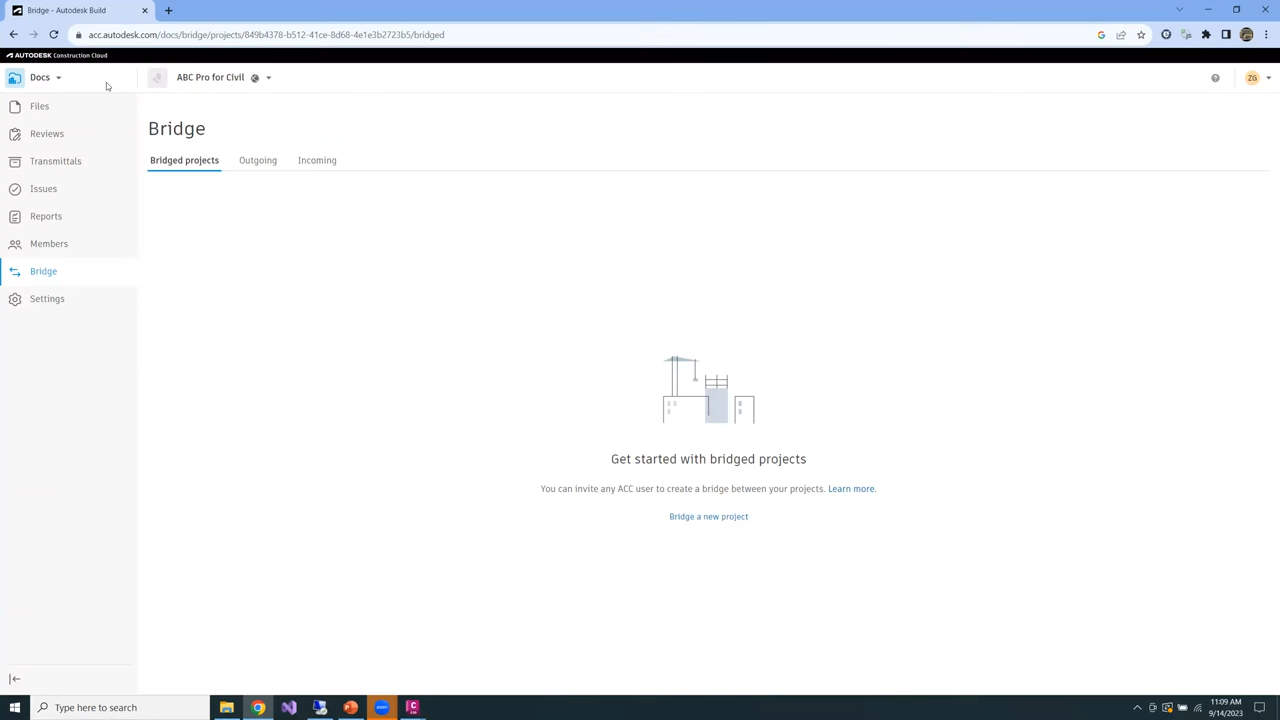 Bridge - Autodesk Build
acc.autodesk.com/docs/bridge/projects/849b4378-b512-41ce-8d68-4e1e3b2723b5/bridged
AUTODESK Construction Cloud
Docs
ABC Pro for Civil
ZG
Files
Reviews
Transmittals
Issues
Reports
Members
Bridge
Settings
Bridge
Bridged projects Outgoing Incoming
Get started with bridged projects
You can invite any ACC user to create a bridge between your projects. Learn more.
Bridge a new project
Type here to search
11:09 AM
9/14/2023